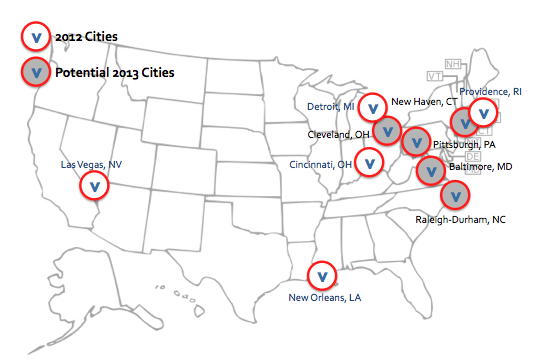 v 2012 Cities
v Potential 2013 Cities
NH
VT
Providence, RI
Detroit, MI v
New Haven, CT
v v
Cleveland, OH v
v Pittsburgh, PA
CT
DE
Las Vegas, NV
Cincinnati, OH v
v Baltimore, MD
v
v
Raleigh-Durham, NC
v
New Orleans, LA